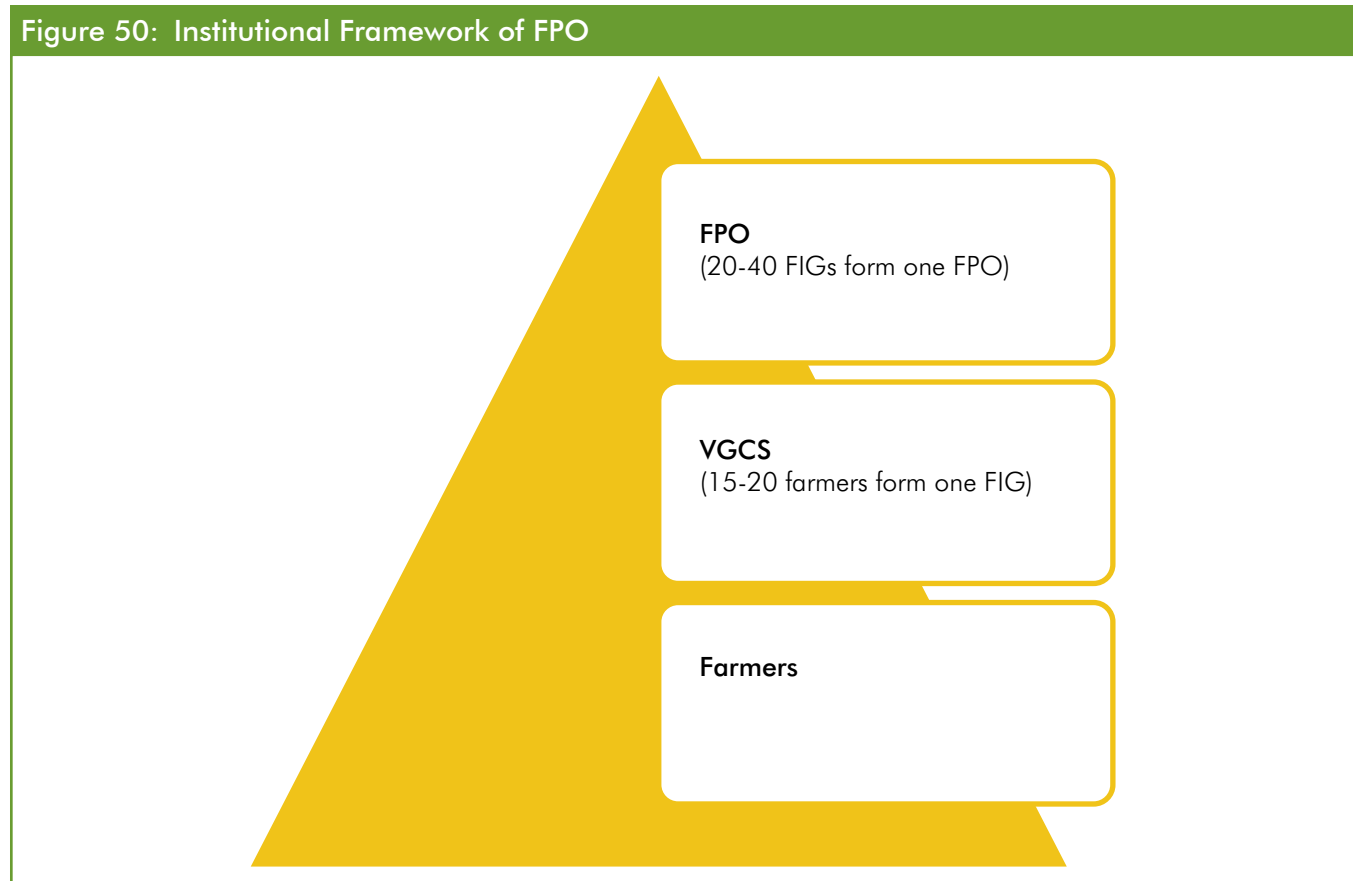 Figure 50: Institutional Framework of FPO
FPO
(20-40 FIGs form one FPO)
VGCS
(15-20 farmers form one FIG)
Farmers